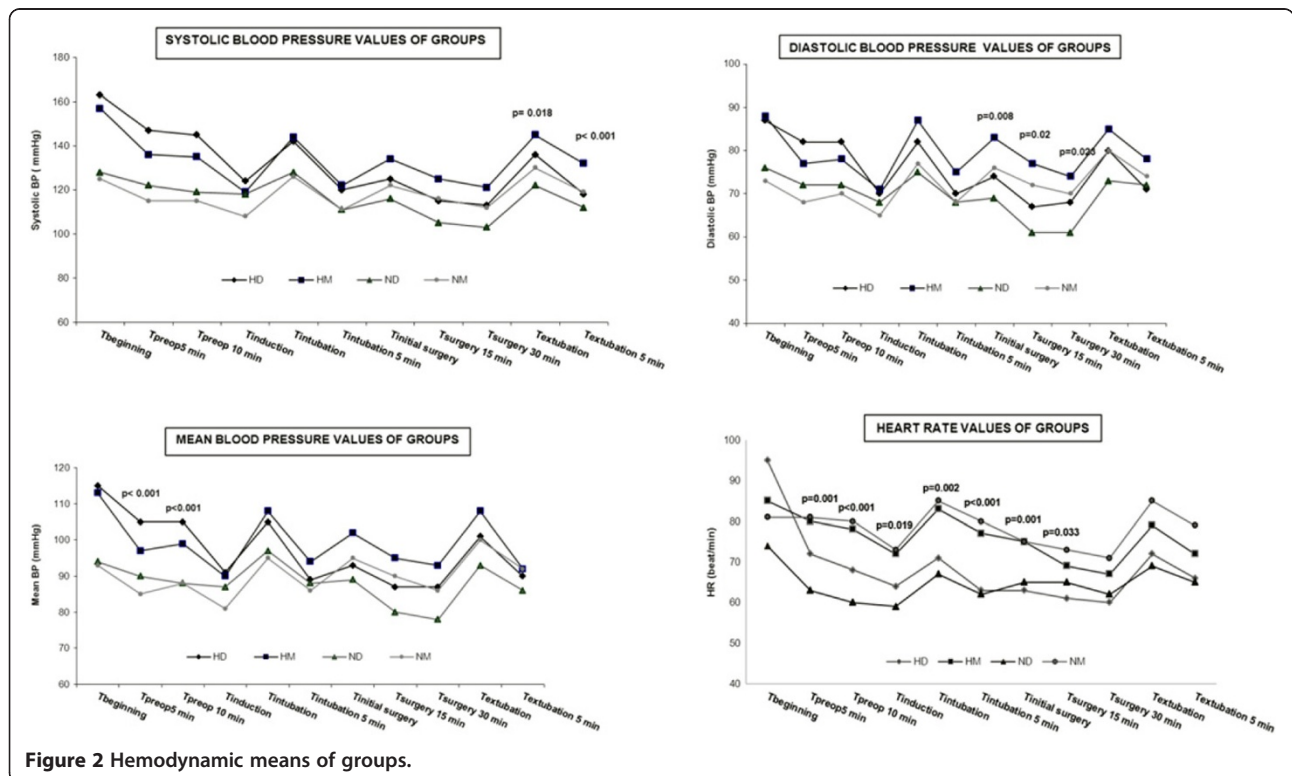 SYSTOLIC BLOOD PRESSURE VALUES OF GROUPS
180
160
140
120
100
80
60
Systolic BP ( mmHg)
p= 0.018
p< 0.001
HD HM ND NM
Tbeginning
Tpreop5 min
Tpreop 10 min
Tinduction
Tintubation
Tintubation 5 min
Tinitial surgery
Tsurgery 15 min
Tsurgery 30 min
Textubation
Textubation 5 min
DIASTOLIC BLOOD PRESSURE VALUES OF GROUPS
100
90
80
70
60
50
40
Diastolic BP (mmHg)
p=0.008
p=0.02
p=0.023
HD HM ND NM
Tbeginning
Tpreop5 min
Tpreop 10 min
Tinduction
Tintubation
Tintubation 5 min
Tinitial surgery
Tsurgery 15 min
Tsurgery 30 min
Textubation
Textubation 5 min
MEAN BLOOD PRESSURE VALUES OF GROUPS
120
110
100
90
80
70
60
Mean BP (mmHg)
p< 0.001
p<0.001
HD HM ND NM
Tbeginning
Tpreop5 min
Tpreop 10 min
Tinduction
Tintubation
Tintubation 5 min
Tinitial surgery
Tsurgery 15 min
Tsurgery 30 min
Textubation
Textubation 5 min
HEART RATE VALUES OF GROUPS
100
90
80
70
60
50
40
HR (beat/min)
p=0.001
p<0.001
p=0.019
p=0.002
p<0.001
p=0.001
p=0.033
HD HM ND NM
Tbeginning
Tpreop5 min
Tpreop 10 min
Tinduction
Tintubation
Tintubation 5 min
Tinitial surgery
Tsurgery 15 min
Tsurgery 30 min
Textubation
Textubation 5 min
Figure 2 Hemodynamic means of groups.